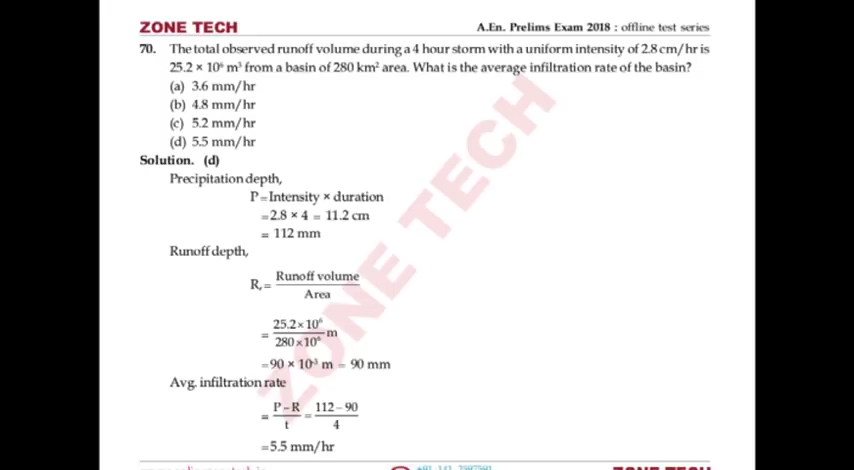 ZONE TECH A.En. Prelims Exam 2018 : offline test series
70. The total observed runoff volume during a 4 hour storm with a uniform intensity of 2.8 cm/hr is
25.2 × 10⁶ m³ from a basin of 280 km² area. What is the average infiltration rate of the basin?
(a) 3.6 mm/hr
(b) 4.8 mm/hr
(c) 5.2 mm/hr
(d) 5.5 mm/hr
Solution. (d)
Precipitation depth,
P = Intensity × duration
= 2.8 × 4 = 11.2 cm
= 112 mm
Runoff depth,
R, = Runoff volume / Area
= 25.2 × 10⁶ / 280 × 10⁶ m
= 90 × 10⁻³ m = 90 mm
Avg. infiltration rate
= P – R / t = 112 – 90 / 4
= 5.5 mm/hr
ZONE TECH
ZONE TECH